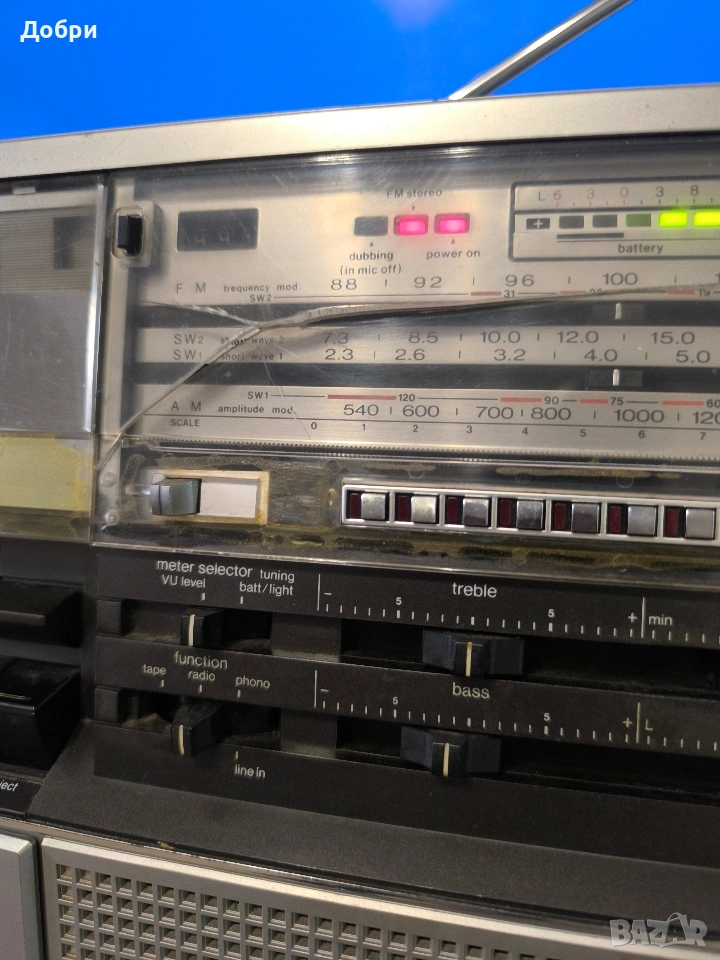 Добри
FM stereo
L 6 3 0 3 8
dubbing
(in mic off)
power on
battery
FM frequency mod. 88 92 96 100
SW2 31 19
SW2 short wave 2 7.3 8.5 10.0 12.0 15.0
SW1 short wave 1 2.3 2.6 3.2 4.0 5.0
SW1 120 90 75 60
AM amplitude mod. 540 600 700 800 1000 120
SCALE 0 1 2 3 4 5 6 7
meter selector tuning
VU level batt/light
treble
5 5
+ min
function
tape radio phono
bass
5 5
+ L
line in
ject
BAZAR